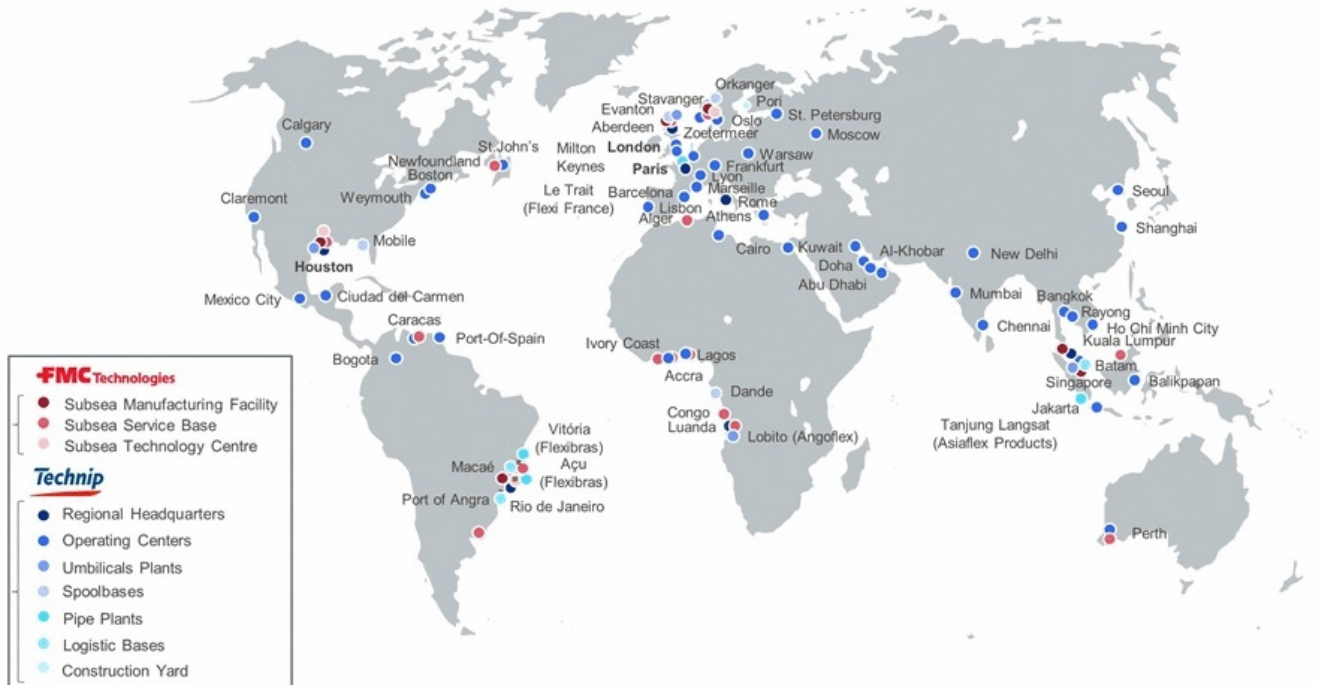 Orkanger
Stavanger
Pori
Evanton
St. Petersburg
Oslo
Calgary
Aberdeen
Zoetermeer
Moscow
St.John's
Milton
Keynes
London
Warsaw
Newfoundland
Boston
Paris
Frankfurt
Lyon
Claremont
Weymouth
Le Trait
(Flexi France)
Barcelona
Marseille
Seoul
Lisbon
Rome
Alger
Athens
Shanghai
Mobile
Cairo
Kuwait
Al-Khobar
New Delhi
Houston
Doha
Abu Dhabi
Mexico City
Ciudad del Carmen
Mumbai
Bangkok
Rayong
Caracas
Chennai
Ho Chi Minh City
Port-Of-Spain
Kuala Lumpur
Ivory Coast
Lagos
Bogota
Batam
Accra
Singapore
Balikpapan
Dande
Jakarta
Congo
Luanda
Tanjung Langsat
(Asiaflex Products)
Lobito (Angoflex)
Vitória
(Flexibras)
Macaé
Açu
(Flexibras)
Port of Angra
Rio de Janeiro
Perth
FMC Technologies
Subsea Manufacturing Facility
Subsea Service Base
Subsea Technology Centre
Technip
Regional Headquarters
Operating Centers
Umbilicals Plants
Spoolbases
Pipe Plants
Logistic Bases
Construction Yard